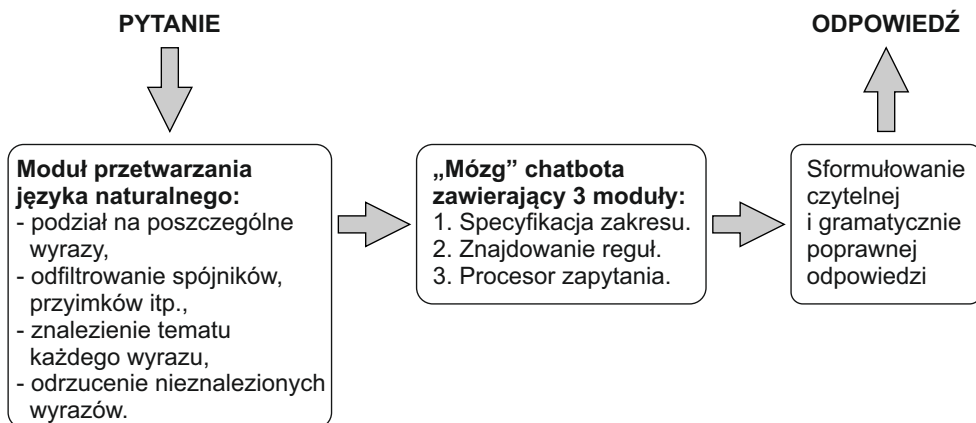 PYTANIE
Moduł przetwarzania
języka naturalnego:
- podział na poszczególne
wyrazy,
- odfiltrowanie spójników,
przyimków itp.,
- znalezienie tematu
każdego wyrazu,
- odrzucenie nieznalezionych
wyrazów.
„Mózg” chatbota
zawierający 3 moduły:
1. Specyfikacja zakresu.
2. Znajdowanie reguł.
3. Procesor zapytania.
ODPOWIEDŹ
Sformułowanie
czytelnej
i gramatycznie
poprawnej
odpowiedzi